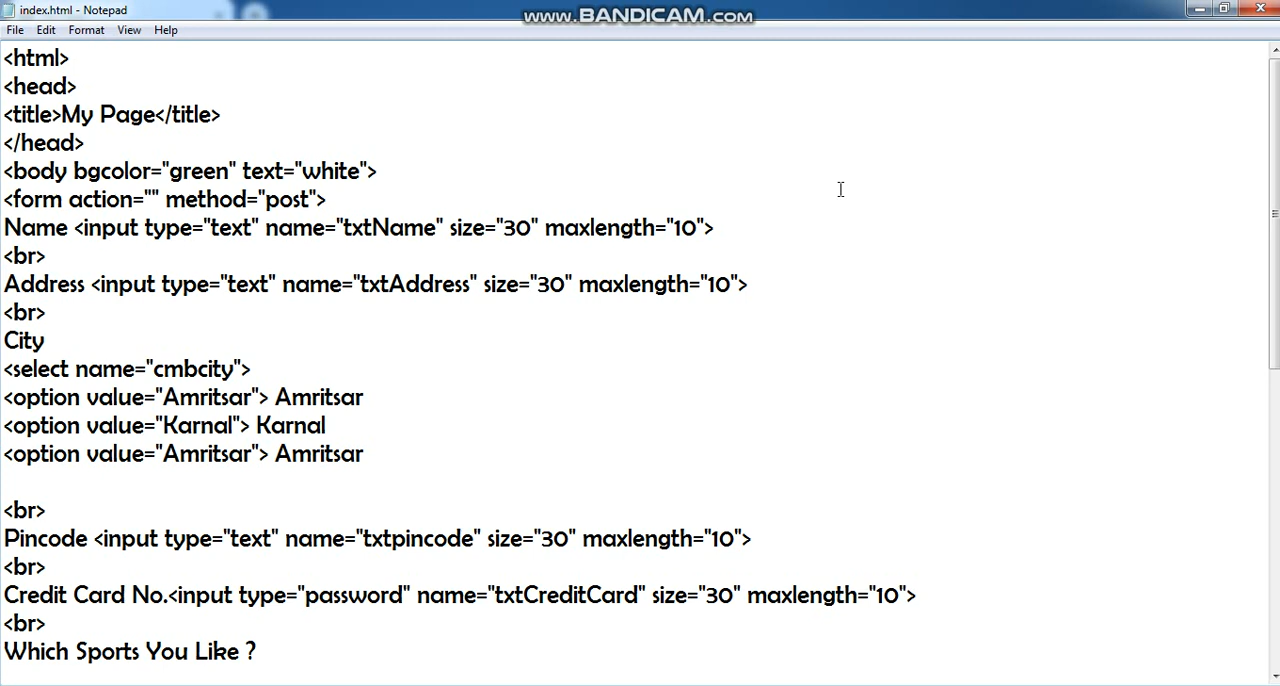 index.html - Notepad
www.BANDICAM.com
File Edit Format View Help
<html>
<head>
<title>My Page</title>
</head>
<body bgcolor="green" text="white">
<form action="" method="post">
Name <input type="text" name="txtName" size="30" maxlength="10">
<br>
Address <input type="text" name="txtAddress" size="30" maxlength="10">
<br>
City
<select name="cmbcity">
<option value="Amritsar"> Amritsar
<option value="Karnal"> Karnal
<option value="Amritsar"> Amritsar
<br>
Pincode <input type="text" name="txtpincode" size="30" maxlength="10">
<br>
Credit Card No.<input type="password" name="txtCreditCard" size="30" maxlength="10">
<br>
Which Sports You Like ?